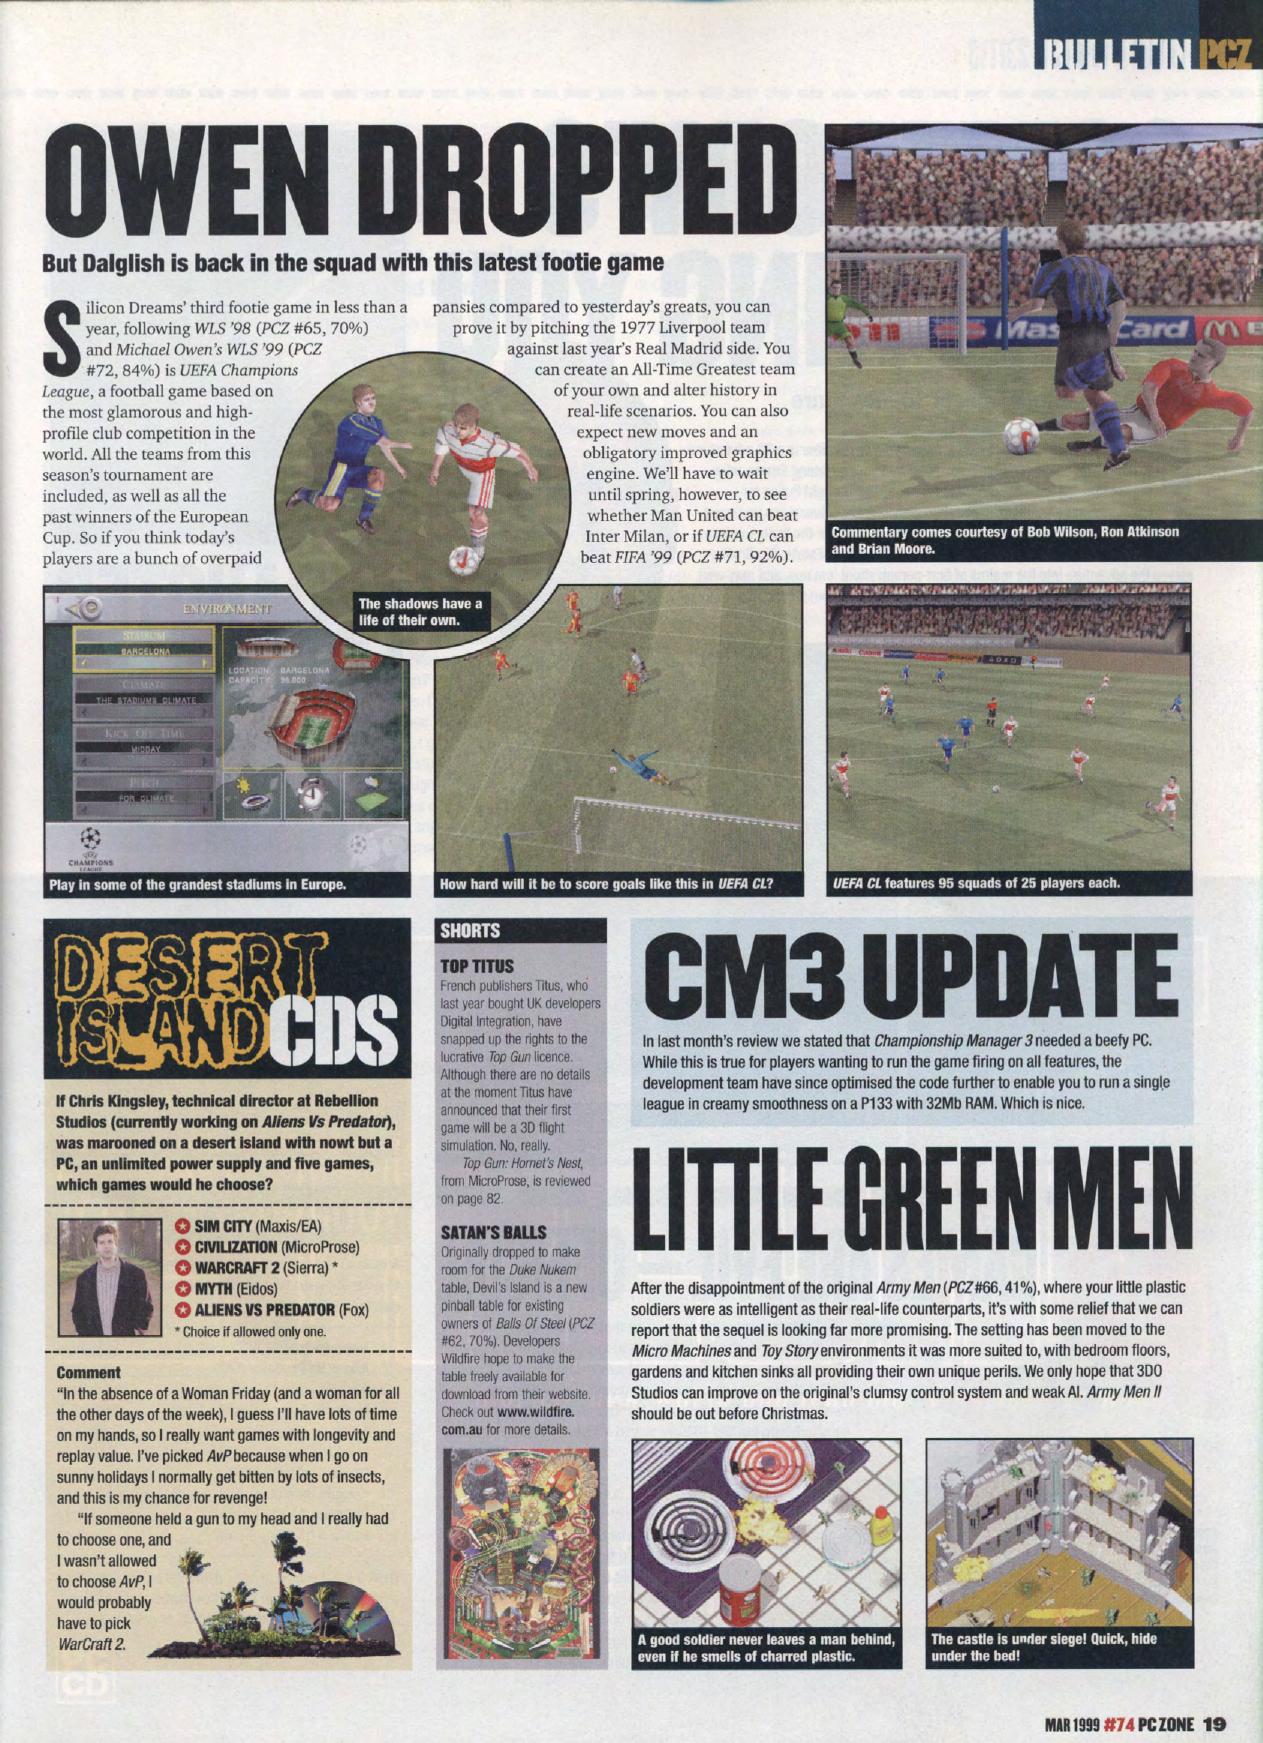 BULLETIN PCZ
OWEN DROPPED
But Dalglish is back in the squad with this latest footie game
Silicon Dreams' third footie game in less than a
year, following WLS '98 (PCZ #65, 70%)
and Michael Owen's WLS '99 (PCZ
#72, 84%) is UEFA Champions
League, a football game based on
the most glamorous and high-
profile club competition in the
world. All the teams from this
season's tournament are
included, as well as all the
past winners of the European
Cup. So if you think today's
players are a bunch of overpaid
pansies compared to yesterday's greats, you can
prove it by pitching the 1977 Liverpool team
against last year's Real Madrid side. You
can create an All-Time Greatest team
of your own and alter history in
real-life scenarios. You can also
expect new moves and an
obligatory improved graphics
engine. We'll have to wait
until spring, however, to see
whether Man United can beat
Inter Milan, or if UEFA CL can
beat FIFA '99 (PCZ #71, 92%).
MasterCard
Commentary comes courtesy of Bob Wilson, Ron Atkinson
and Brian Moore.
The shadows have a
life of their own.
ENVIRONMENT
STADIUM
BARCELONA
CLIMATE
THE STADIUMS CLIMATE
KICK OFF TIME
MIDDAY
PITCH
FOR CLIMATE
LOCATION: BARCELONA
CAPACITY:
UEFA
CHAMPIONS
LEAGUE
Play in some of the grandest stadiums in Europe.
How hard will it be to score goals like this in UEFA CL?
UEFA CL features 95 squads of 25 players each.
DESERT
ISLAND CDS
If Chris Kingsley, technical director at Rebellion
Studios (currently working on Aliens Vs Predator),
was marooned on a desert island with nowt but a
PC, an unlimited power supply and five games,
which games would he choose?
SIM CITY (Maxis/EA)
CIVILIZATION (MicroProse)
WARCRAFT 2 (Sierra) *
MYTH (Eidos)
ALIENS VS PREDATOR (Fox)
* Choice if allowed only one.
Comment
"In the absence of a Woman Friday (and a woman for all
the other days of the week), I guess I'll have lots of time
on my hands, so I really want games with longevity and
replay value. I've picked AvP because when I go on
sunny holidays I normally get bitten by lots of insects,
and this is my chance for revenge!
"If someone held a gun to my head and I really had
to choose one, and
I wasn't allowed
to choose AvP, I
would probably
have to pick
WarCraft 2.
CD
SHORTS
TOP TITUS
French publishers Titus, who
last year bought UK developers
Digital Integration, have
snapped up the rights to the
lucrative Top Gun licence.
Although there are no details
at the moment Titus have
announced that their first
game will be a 3D flight
simulation. No, really.
Top Gun: Hornet's Nest,
from MicroProse, is reviewed
on page 82.
SATAN'S BALLS
Originally dropped to make
room for the Duke Nukem
table, Devil's Island is a new
pinball table for existing
owners of Balls Of Steel (PCZ
#62, 70%). Developers
Wildfire hope to make the
table freely available for
download from their website.
Check out www.wildfire.
com.au for more details.
CM3 UPDATE
In last month's review we stated that Championship Manager 3 needed a beefy PC.
While this is true for players wanting to run the game firing on all features, the
development team have since optimised the code further to enable you to run a single
league in creamy smoothness on a P133 with 32Mb RAM. Which is nice.
LITTLE GREEN MEN
After the disappointment of the original Army Men (PCZ #66, 41%), where your little plastic
soldiers were as intelligent as their real-life counterparts, it's with some relief that we can
report that the sequel is looking far more promising. The setting has been moved to the
Micro Machines and Toy Story environments it was more suited to, with bedroom floors,
gardens and kitchen sinks all providing their own unique perils. We only hope that 3DO
Studios can improve on the original's clumsy control system and weak AI. Army Men II
should be out before Christmas.
A good soldier never leaves a man behind,
even if he smells of charred plastic.
The castle is under siege! Quick, hide
under the bed!
MAR 1999 #74 PC ZONE 19